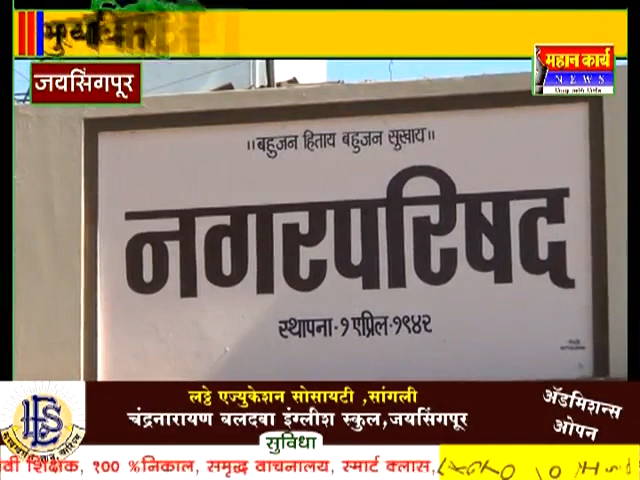 जयसिंगपूर
महान कार्य
NEWS
।।बहुजन हिताय बहुजन सुखाय।।
नगरपरिषद
स्थापना·१ एप्रिल·१९४२
लठ्ठे एज्युकेशन सोसायटी ,सांगली
चंद्रनारायण बलदवा इंग्लीश स्कुल,जयसिंगपूर
सुविधा
ॲडमिशन्स
ओपन
शिक्षक, १०० %निकाल, समृद्ध वाचनालय, स्मार्ट क्लास,